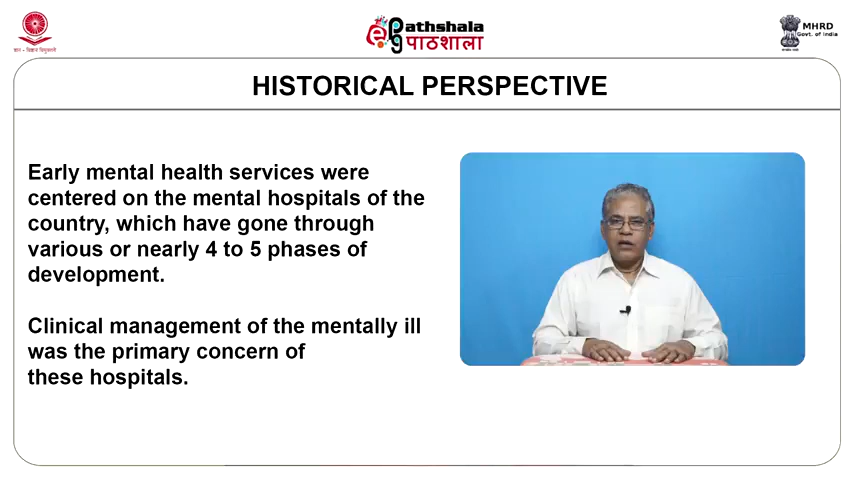 ज्ञान - विज्ञान विमुक्तये
ePathshala
पाठशाला
MHRD
Govt. of India
HISTORICAL PERSPECTIVE
Early mental health services were
centered on the mental hospitals of the
country, which have gone through
various or nearly 4 to 5 phases of
development.
Clinical management of the mentally ill
was the primary concern of
these hospitals.